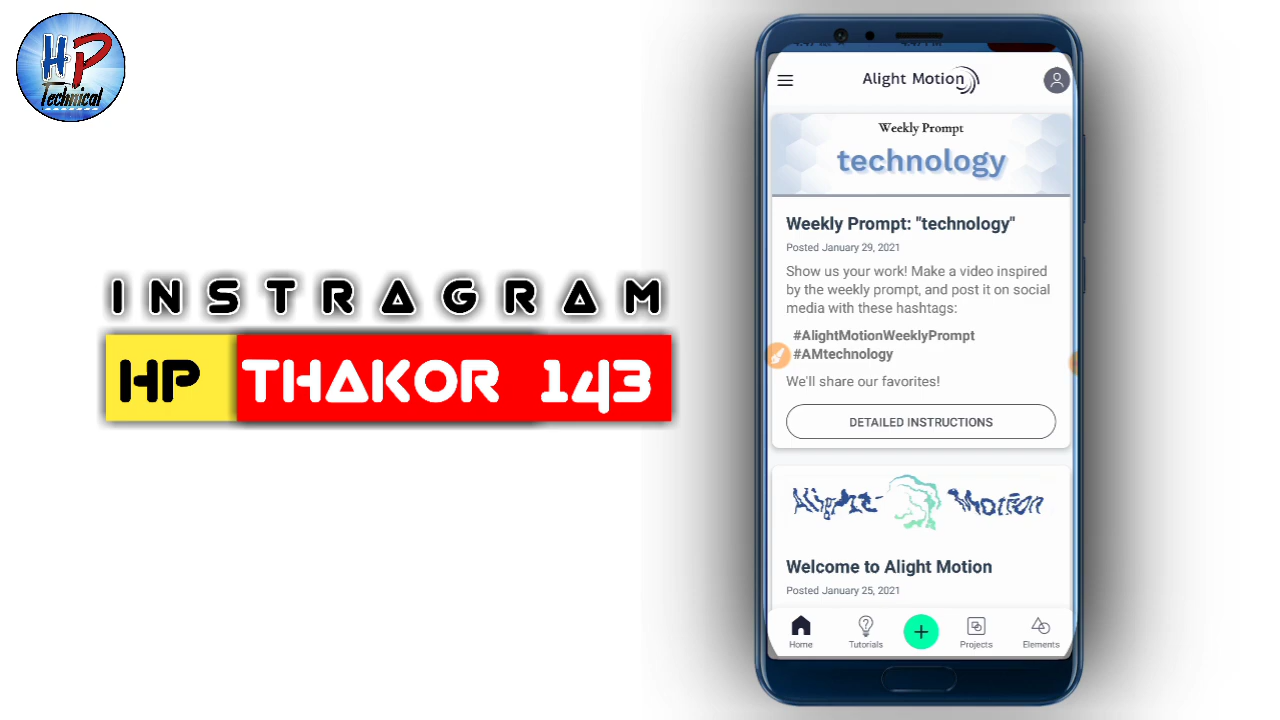 HP
Technical
INSTRAGRAM
HP THAKOR 143
Alight Motion
Weekly Prompt
technology
Weekly Prompt: "technology"
Posted January 29, 2021
Show us your work! Make a video inspired
by the weekly prompt, and post it on social
media with these hashtags:
#AlightMotionWeeklyPrompt
#AMtechnology
We'll share our favorites!
DETAILED INSTRUCTIONS
Alight Motion
Welcome to Alight Motion
Posted January 25, 2021
Home Tutorials Projects Elements